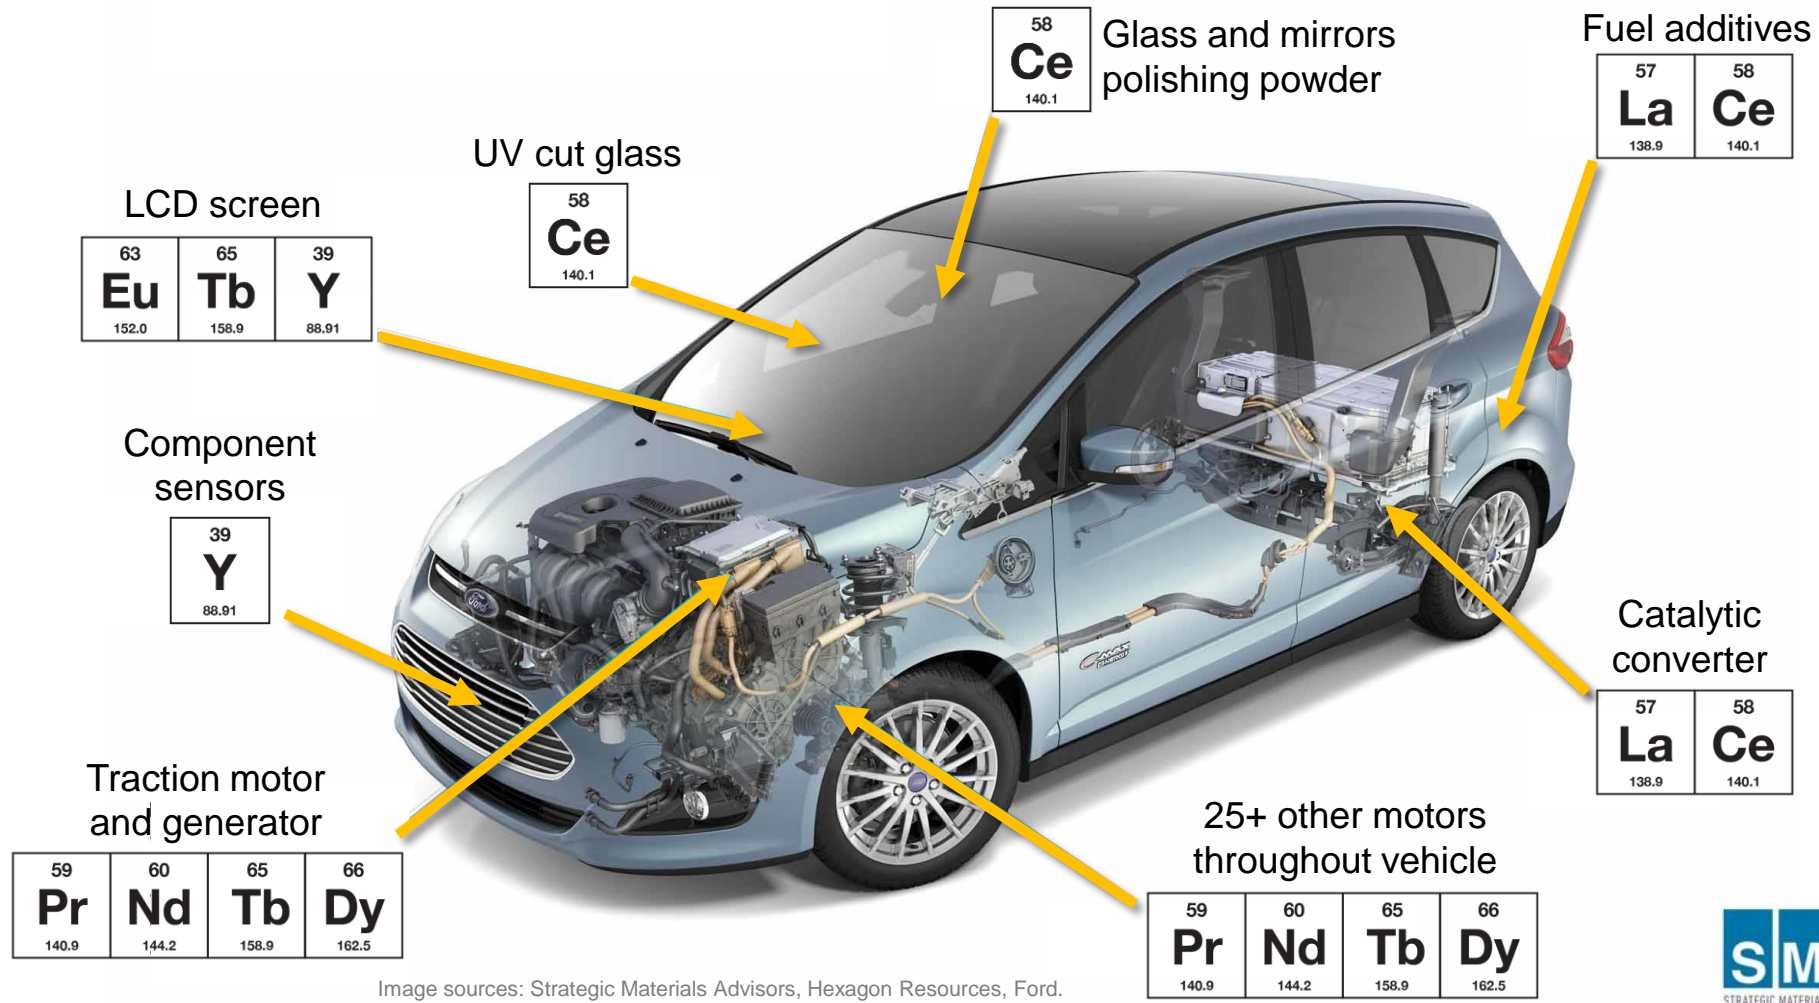 58
Ce
140.1
Glass and mirrors
polishing powder
Fuel additives
57 58
La Ce
138.9 140.1
UV cut glass
58
Ce
140.1
LCD screen
63 65 39
Eu Tb Y
152.0 158.9 88.91
Component
sensors
39
Y
88.91
Ford
C-MAX
Catalytic
converter
57 58
La Ce
138.9 140.1
Traction motor
and generator
59 60 65 66
Pr Nd Tb Dy
140.9 144.2 158.9 162.5
25+ other motors
throughout vehicle
59 60 65 66
Pr Nd Tb Dy
140.9 144.2 158.9 162.5
Image sources: Strategic Materials Advisors, Hexagon Resources, Ford.
SM
STRATEGIC